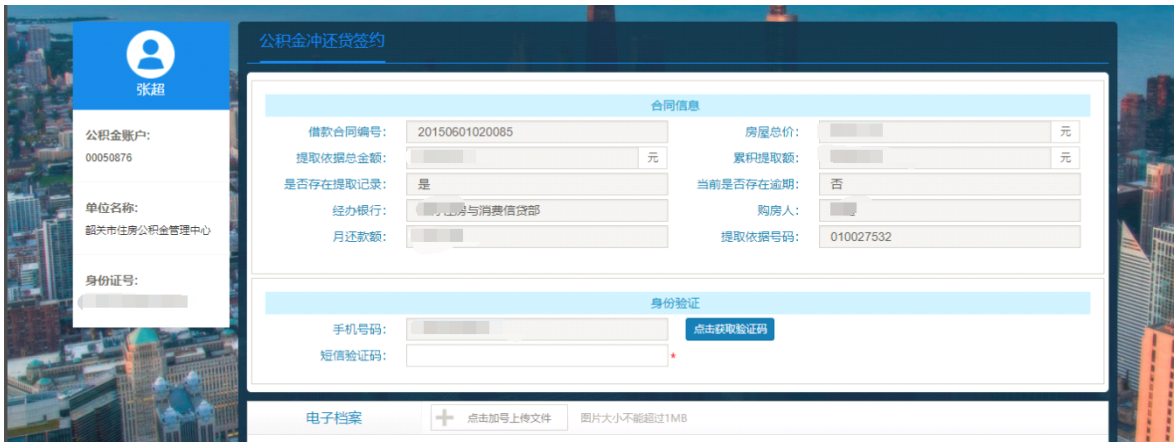 张超
公积金账户:
00050876
单位名称:
韶关市住房公积金管理中心
身份证号:
公积金冲还贷签约
合同信息
借款合同编号: 20150601020085 房屋总价: 元
提取依据总金额: 元 累积提取额: 元
是否存在提取记录: 是 当前是否存在逾期: 否
经办银行: 房与消费信贷部 购房人:
月还款额: 提取依据号码: 010027532
身份验证
手机号码: 点击获取验证码
短信验证码: *
电子档案 点击加号上传文件 图片大小不能超过1MB